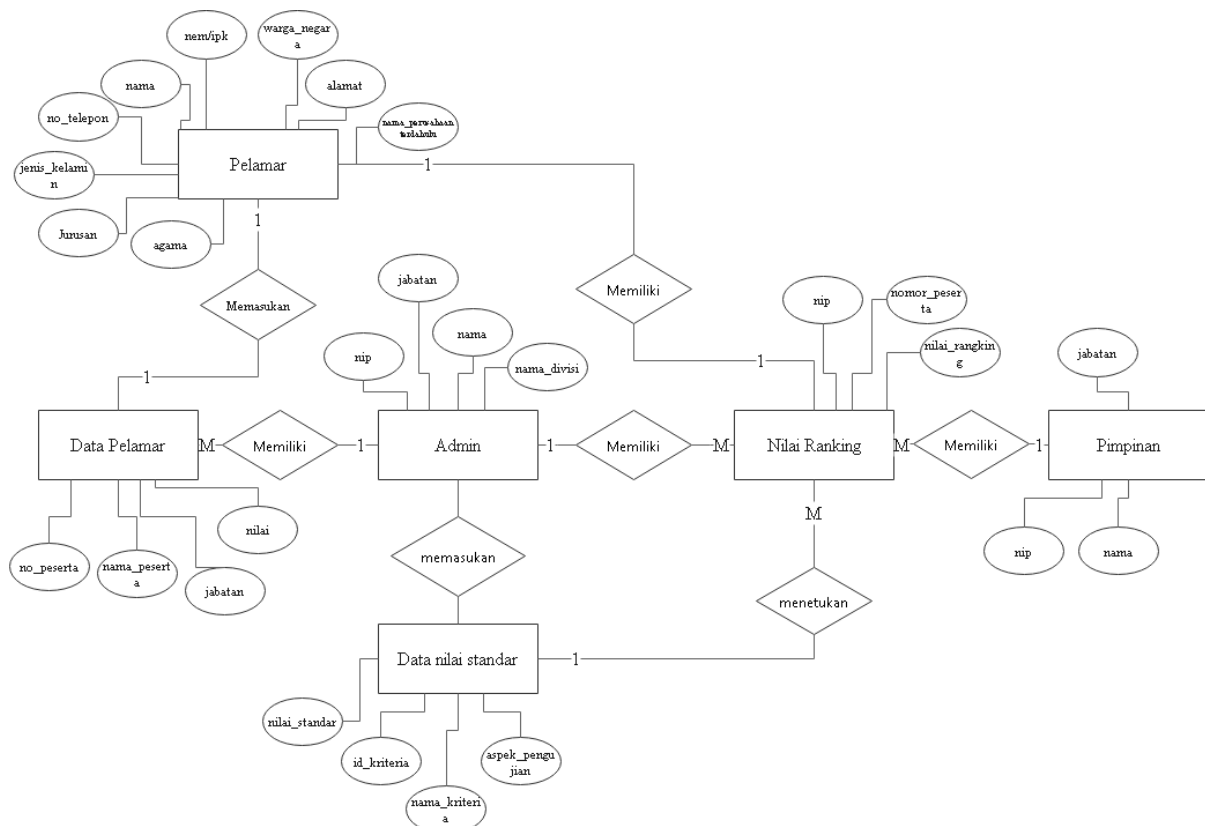 nem/ipk
warga_negar
a
nama
alamat
no_telepon
nama_perusahaan
terdahulu
Pelamar
1
jenis_kelami
n
Jurusan
agama
1
Memasukan
Memiliki
jabatan
nip
nomor_peser
ta
nama
nilai_rangkin
g
nip
nama_divisi
jabatan
1
1
Data Pelamar
M
Memiliki
1
Admin
1
Memiliki
M
Nilai Ranking
M
Memiliki
1
Pimpinan
nilai
M
no_peserta
nama_pesert
a
jabatan
memasukan
nip
nama
menetukan
Data nilai standar
1
nilai_standar
id_kriteria
aspek_pengu
jian
nama_kriteri
a